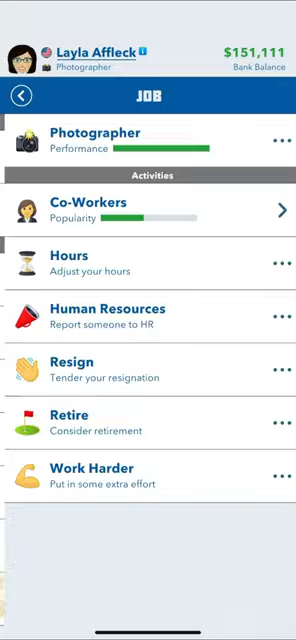 Layla Affleck
$151,111
Photographer
Bank Balance
JOB
Photographer
Performance
Activities
Co-Workers
Popularity
Hours
Adjust your hours
Human Resources
Report someone to HR
Resign
Tender your resignation
Retire
Consider retirement
Work Harder
Put in some extra effort